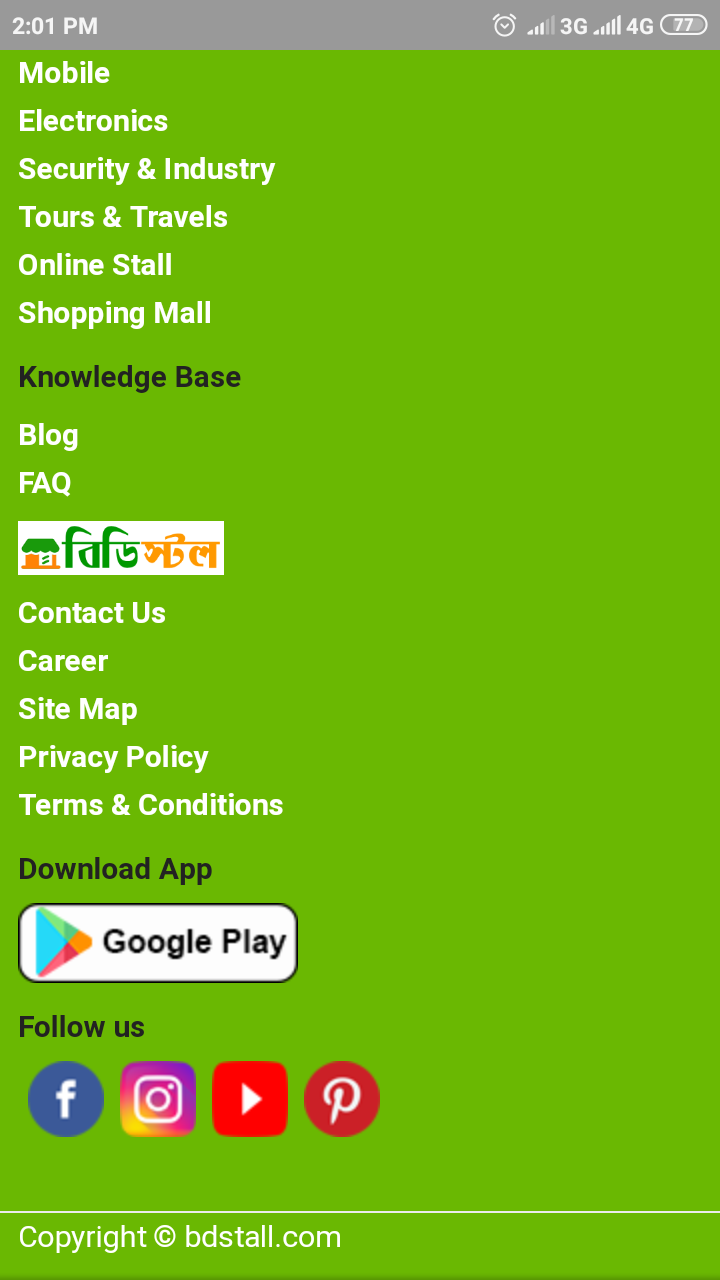 2:01 PM 3G 4G 77
Mobile
Electronics
Security & Industry
Tours & Travels
Online Stall
Shopping Mall
Knowledge Base
Blog
FAQ
বিডিস্টল
Contact Us
Career
Site Map
Privacy Policy
Terms & Conditions
Download App
Google Play
Follow us
Copyright © bdstall.com